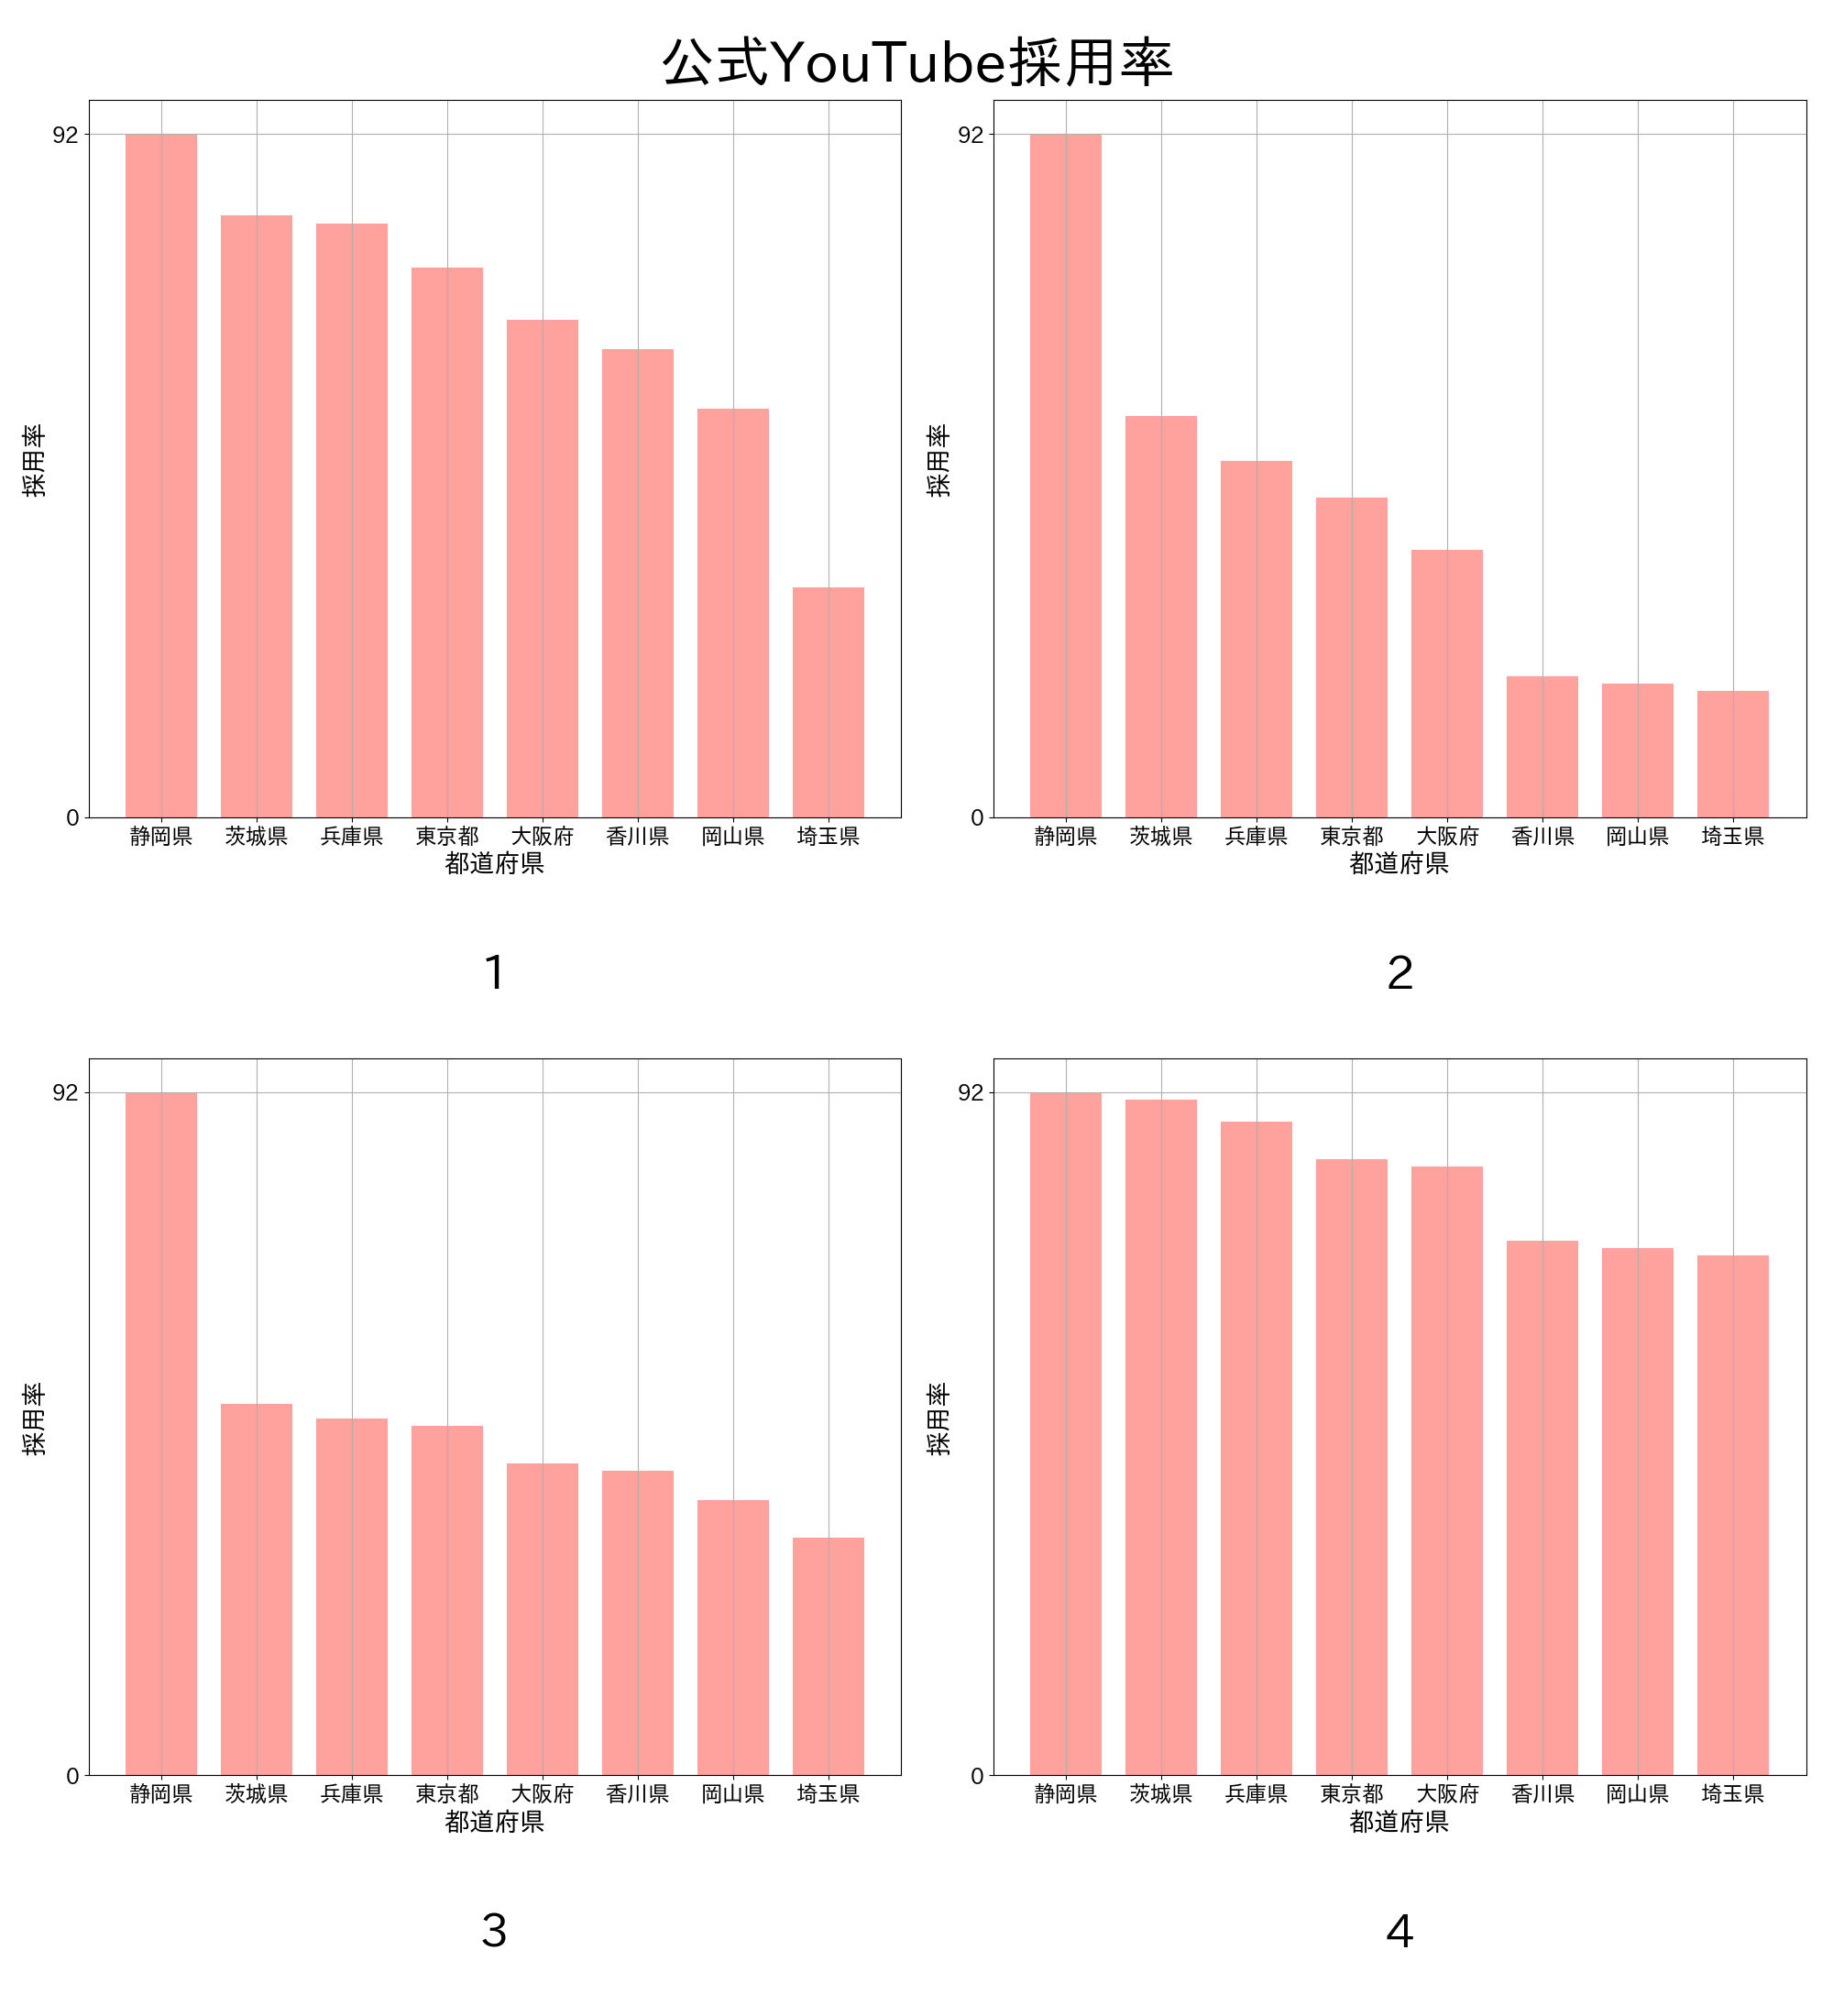 公式YouTube採用率
92
採用率
0
静岡県 茨城県 兵庫県 東京都 大阪府 香川県 岡山県 埼玉県
都道府県
1
92
採用率
0
静岡県 茨城県 兵庫県 東京都 大阪府 香川県 岡山県 埼玉県
都道府県
2
92
採用率
0
静岡県 茨城県 兵庫県 東京都 大阪府 香川県 岡山県 埼玉県
都道府県
3
92
採用率
0
静岡県 茨城県 兵庫県 東京都 大阪府 香川県 岡山県 埼玉県
都道府県
4